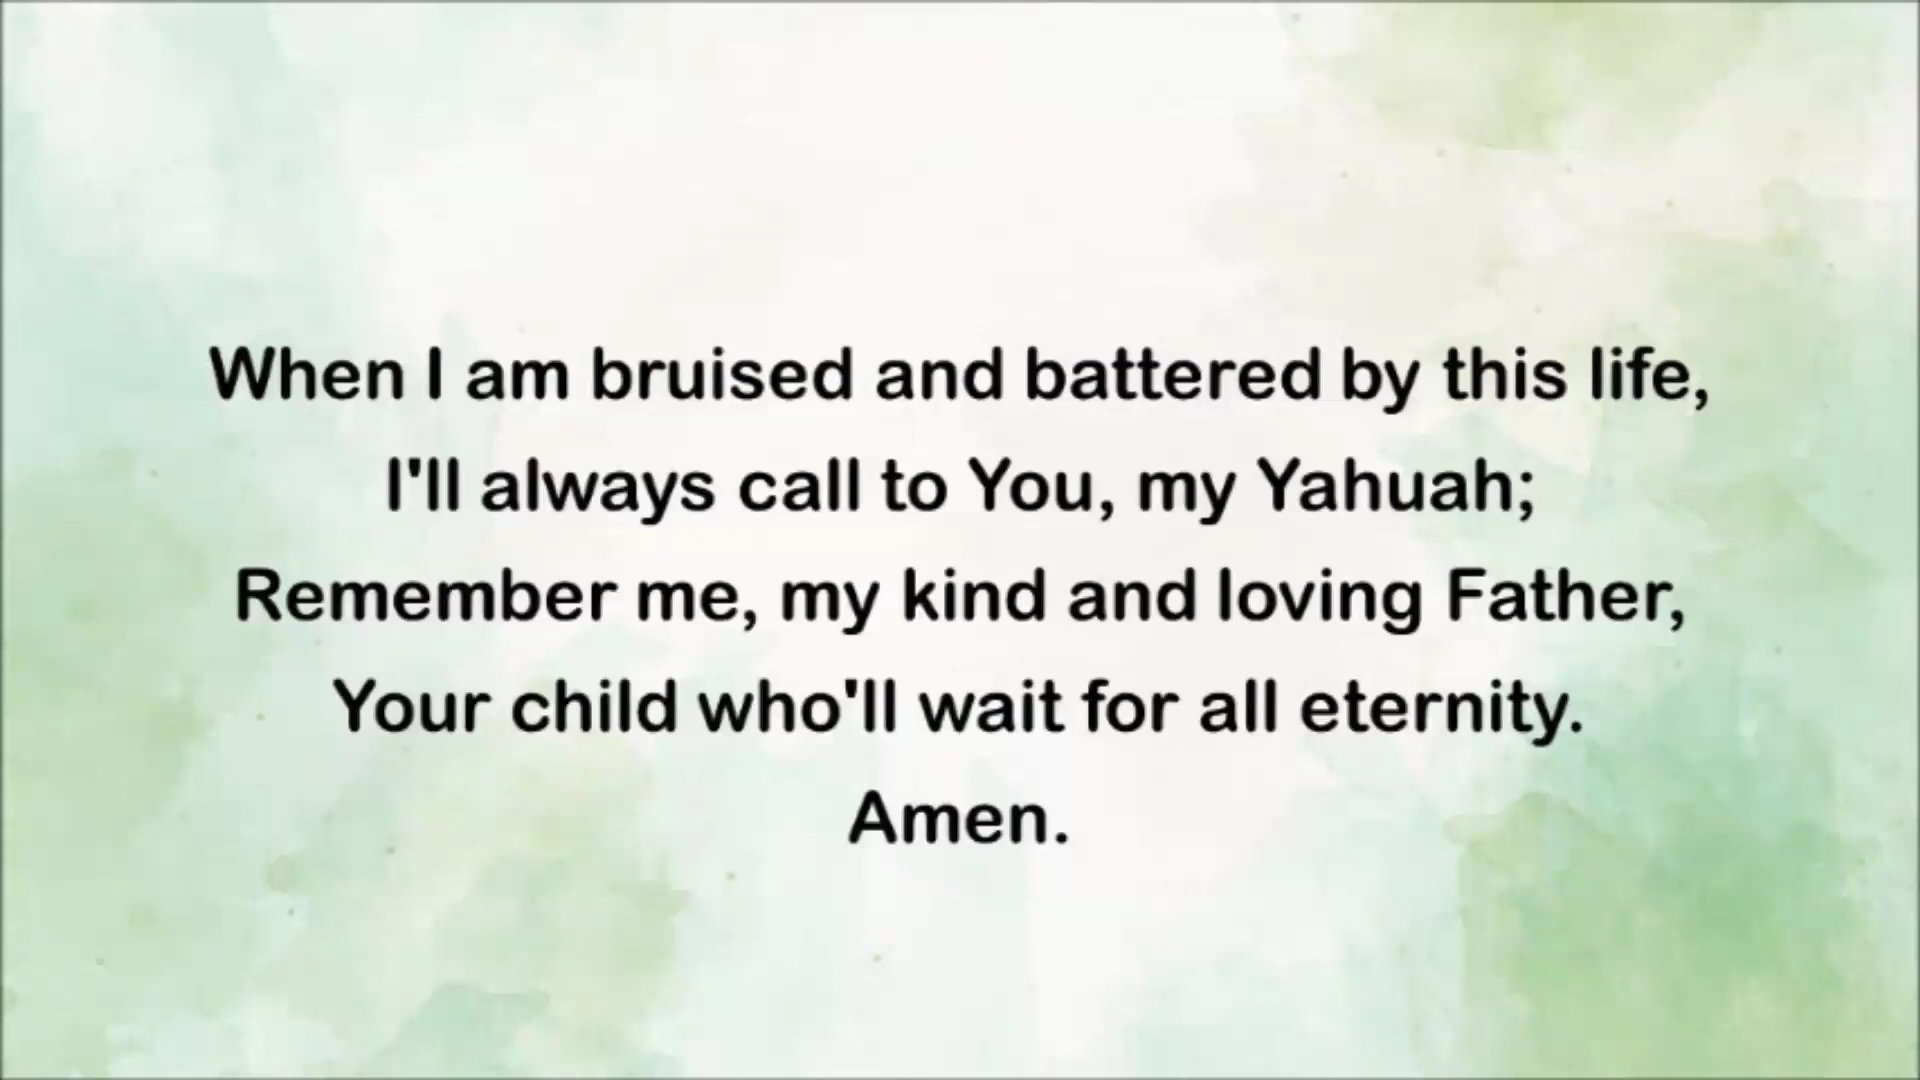 When I am bruised and battered by this life,
I'll always call to You, my Yahuah;
Remember me, my kind and loving Father,
Your child who'll wait for all eternity.
Amen.